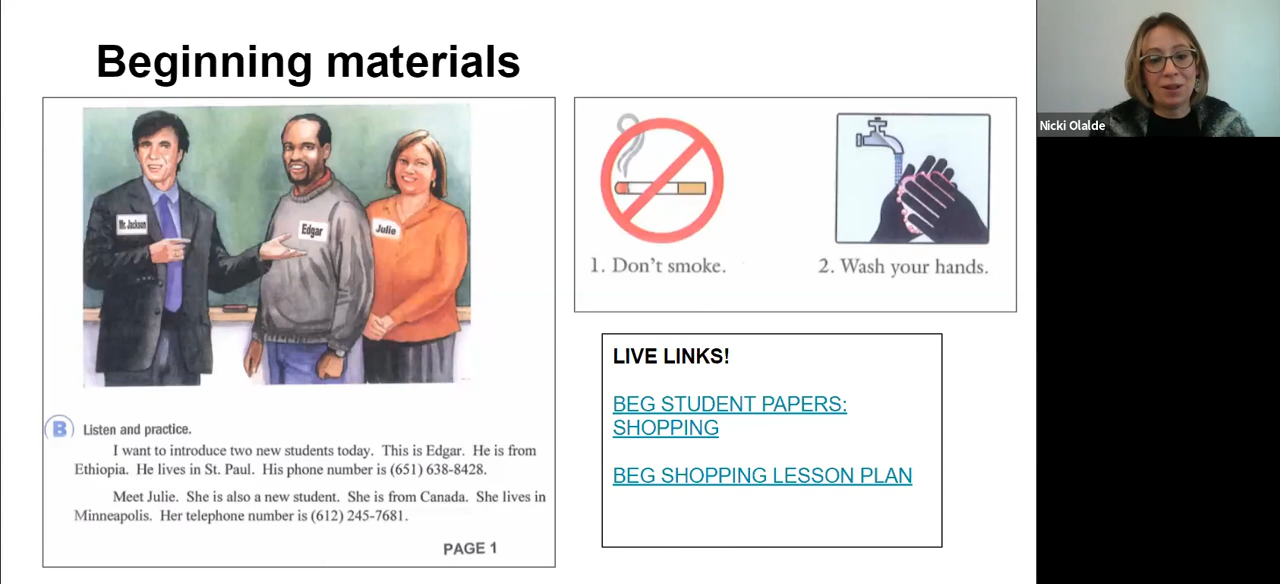 Beginning materials
Mr. Jackson
Edgar
Julie
B Listen and practice.
I want to introduce two new students today. This is Edgar. He is from
Ethiopia. He lives in St. Paul. His phone number is (651) 638-8428.
Meet Julie. She is also a new student. She is from Canada. She lives in
Minneapolis. Her telephone number is (612) 245-7681.
PAGE 1
1. Don't smoke.
2. Wash your hands.
LIVE LINKS!
BEG STUDENT PAPERS:
SHOPPING
BEG SHOPPING LESSON PLAN
Nicki Olalde